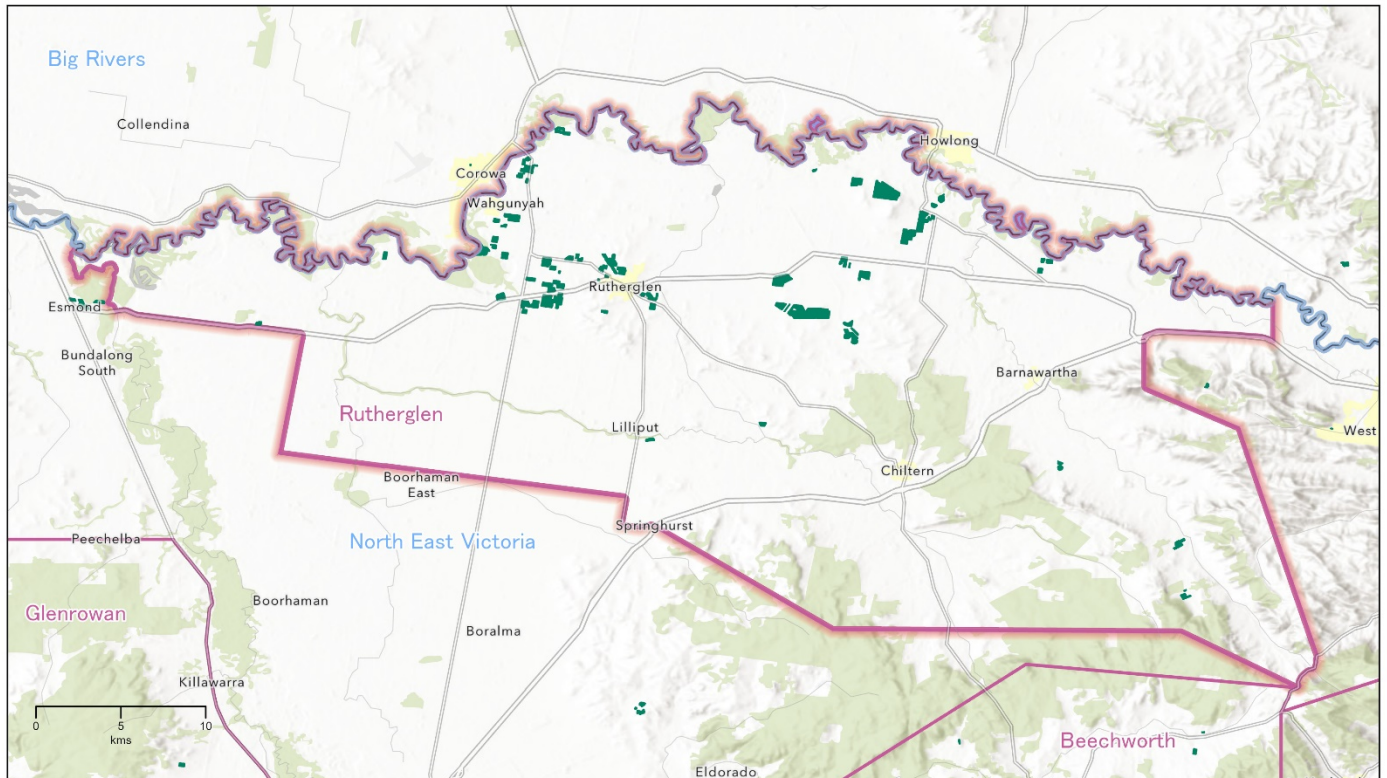 Big Rivers
Collendina
Howlong
Corowa
Wahgunyah
Rutherglen
Esmond
Bundalong
South
Barnawartha
Rutherglen
Lilliput
West
Chiltern
Boorhaman
East
Springhurst
Peechelba
North East Victoria
Boorhaman
Glenrowan
Boralma
Killawarra
0 5 10
kms
Beechworth
Eldorado